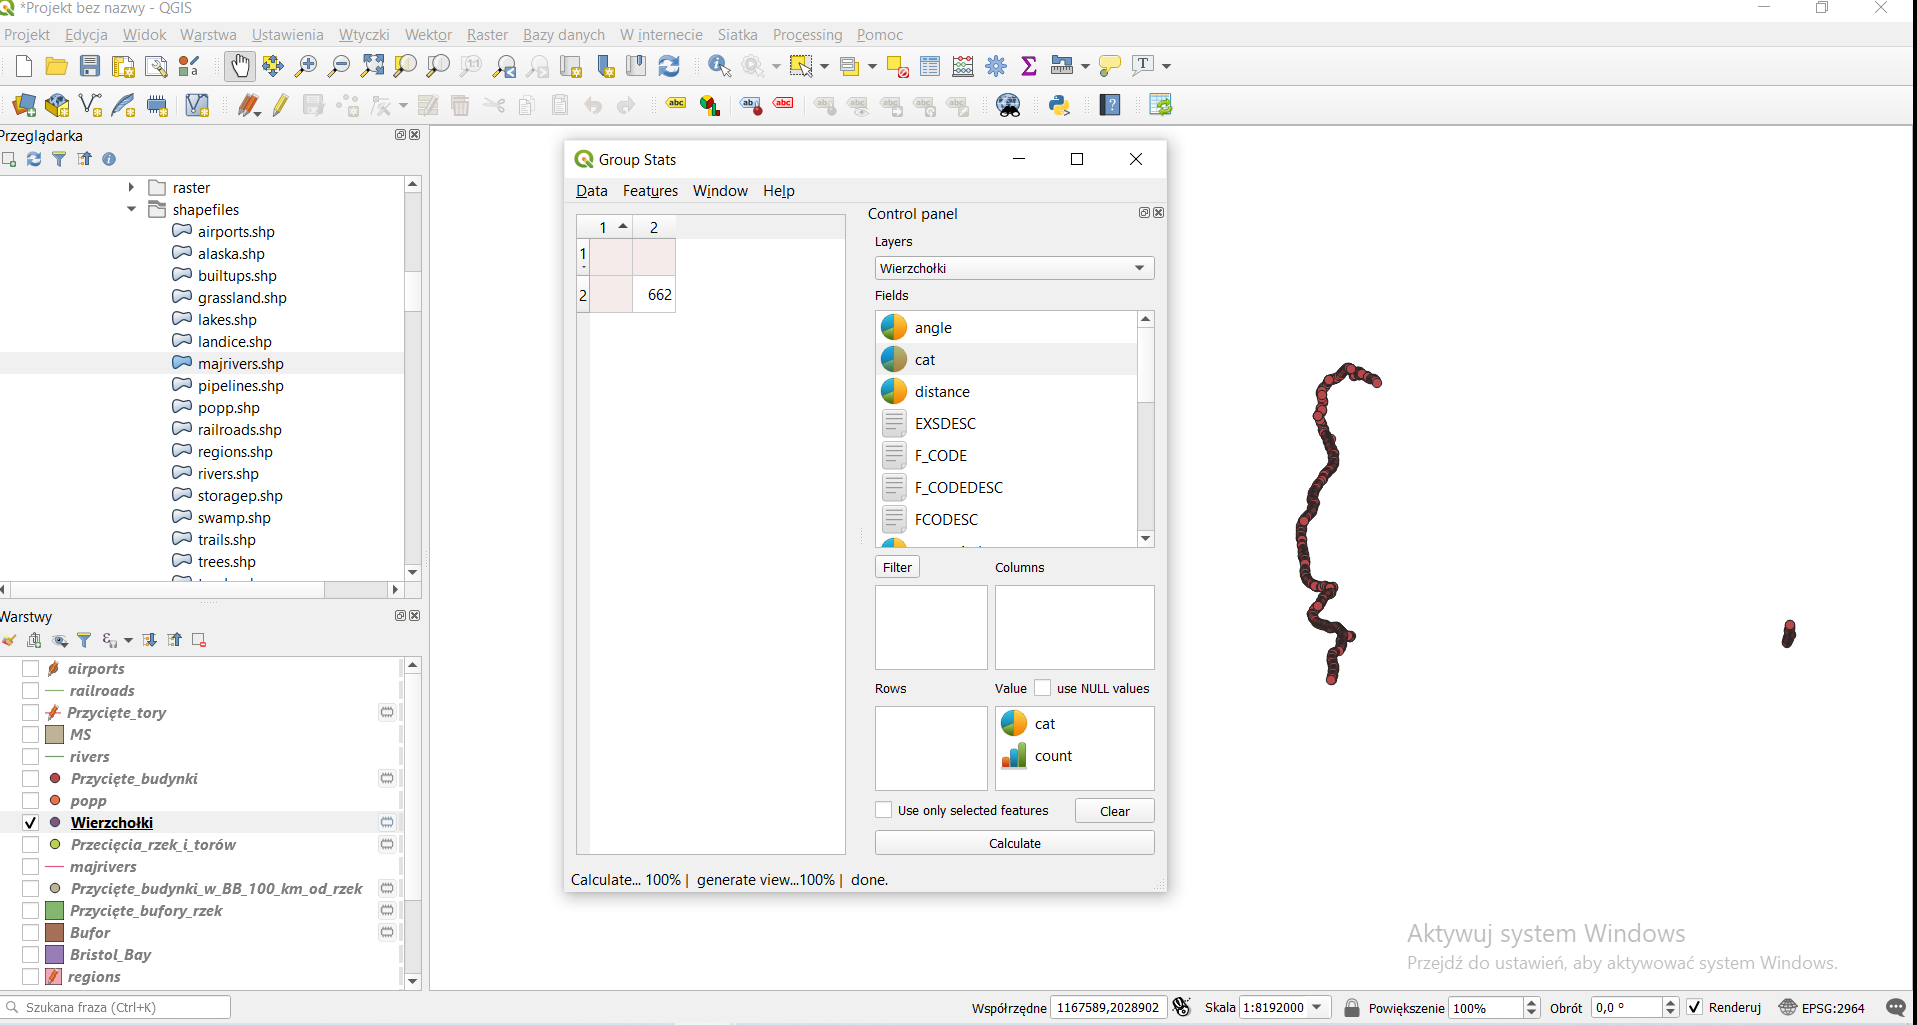 *Projekt bez nazwy - QGIS
Projekt Edycja Widok Warstwa Ustawienia Wtyczki Wektor Raster Bazy danych W internecie Siatka Processing Pomoc
Przeglądarka
raster
shapefiles
airports.shp
alaska.shp
builtups.shp
grassland.shp
lakes.shp
landice.shp
majrivers.shp
pipelines.shp
popp.shp
railroads.shp
regions.shp
rivers.shp
storagep.shp
swamp.shp
trails.shp
trees.shp
Warstwy
airports
railroads
Przycięte_tory
MS
rivers
Przycięte_budynki
popp
Wierzchołki
Przecięcia_rzek_i_torów
majrivers
Przycięte_budynki_w_BB_100_km_od_rzek
Przycięte_bufory_rzek
Bufor
Bristol_Bay
regions
Group Stats
Data Features Window Help
1 2
1
2 662
Control panel
Layers
Wierzchołki
Fields
angle
cat
distance
EXSDESC
F_CODE
F_CODEDESC
FCODESC
Filter Columns
Rows Value use NULL values
cat
count
Use only selected features Clear
Calculate
Calculate... 100% | generate view...100% | done.
Aktywuj system Windows
Przejdź do ustawień, aby aktywować system Windows.
Szukana fraza (Ctrl+K) Współrzędne 1167589,2028902 Skala 1:8192000 Powiększenie 100% Obrót 0,0 ° Renderuj EPSG:2964